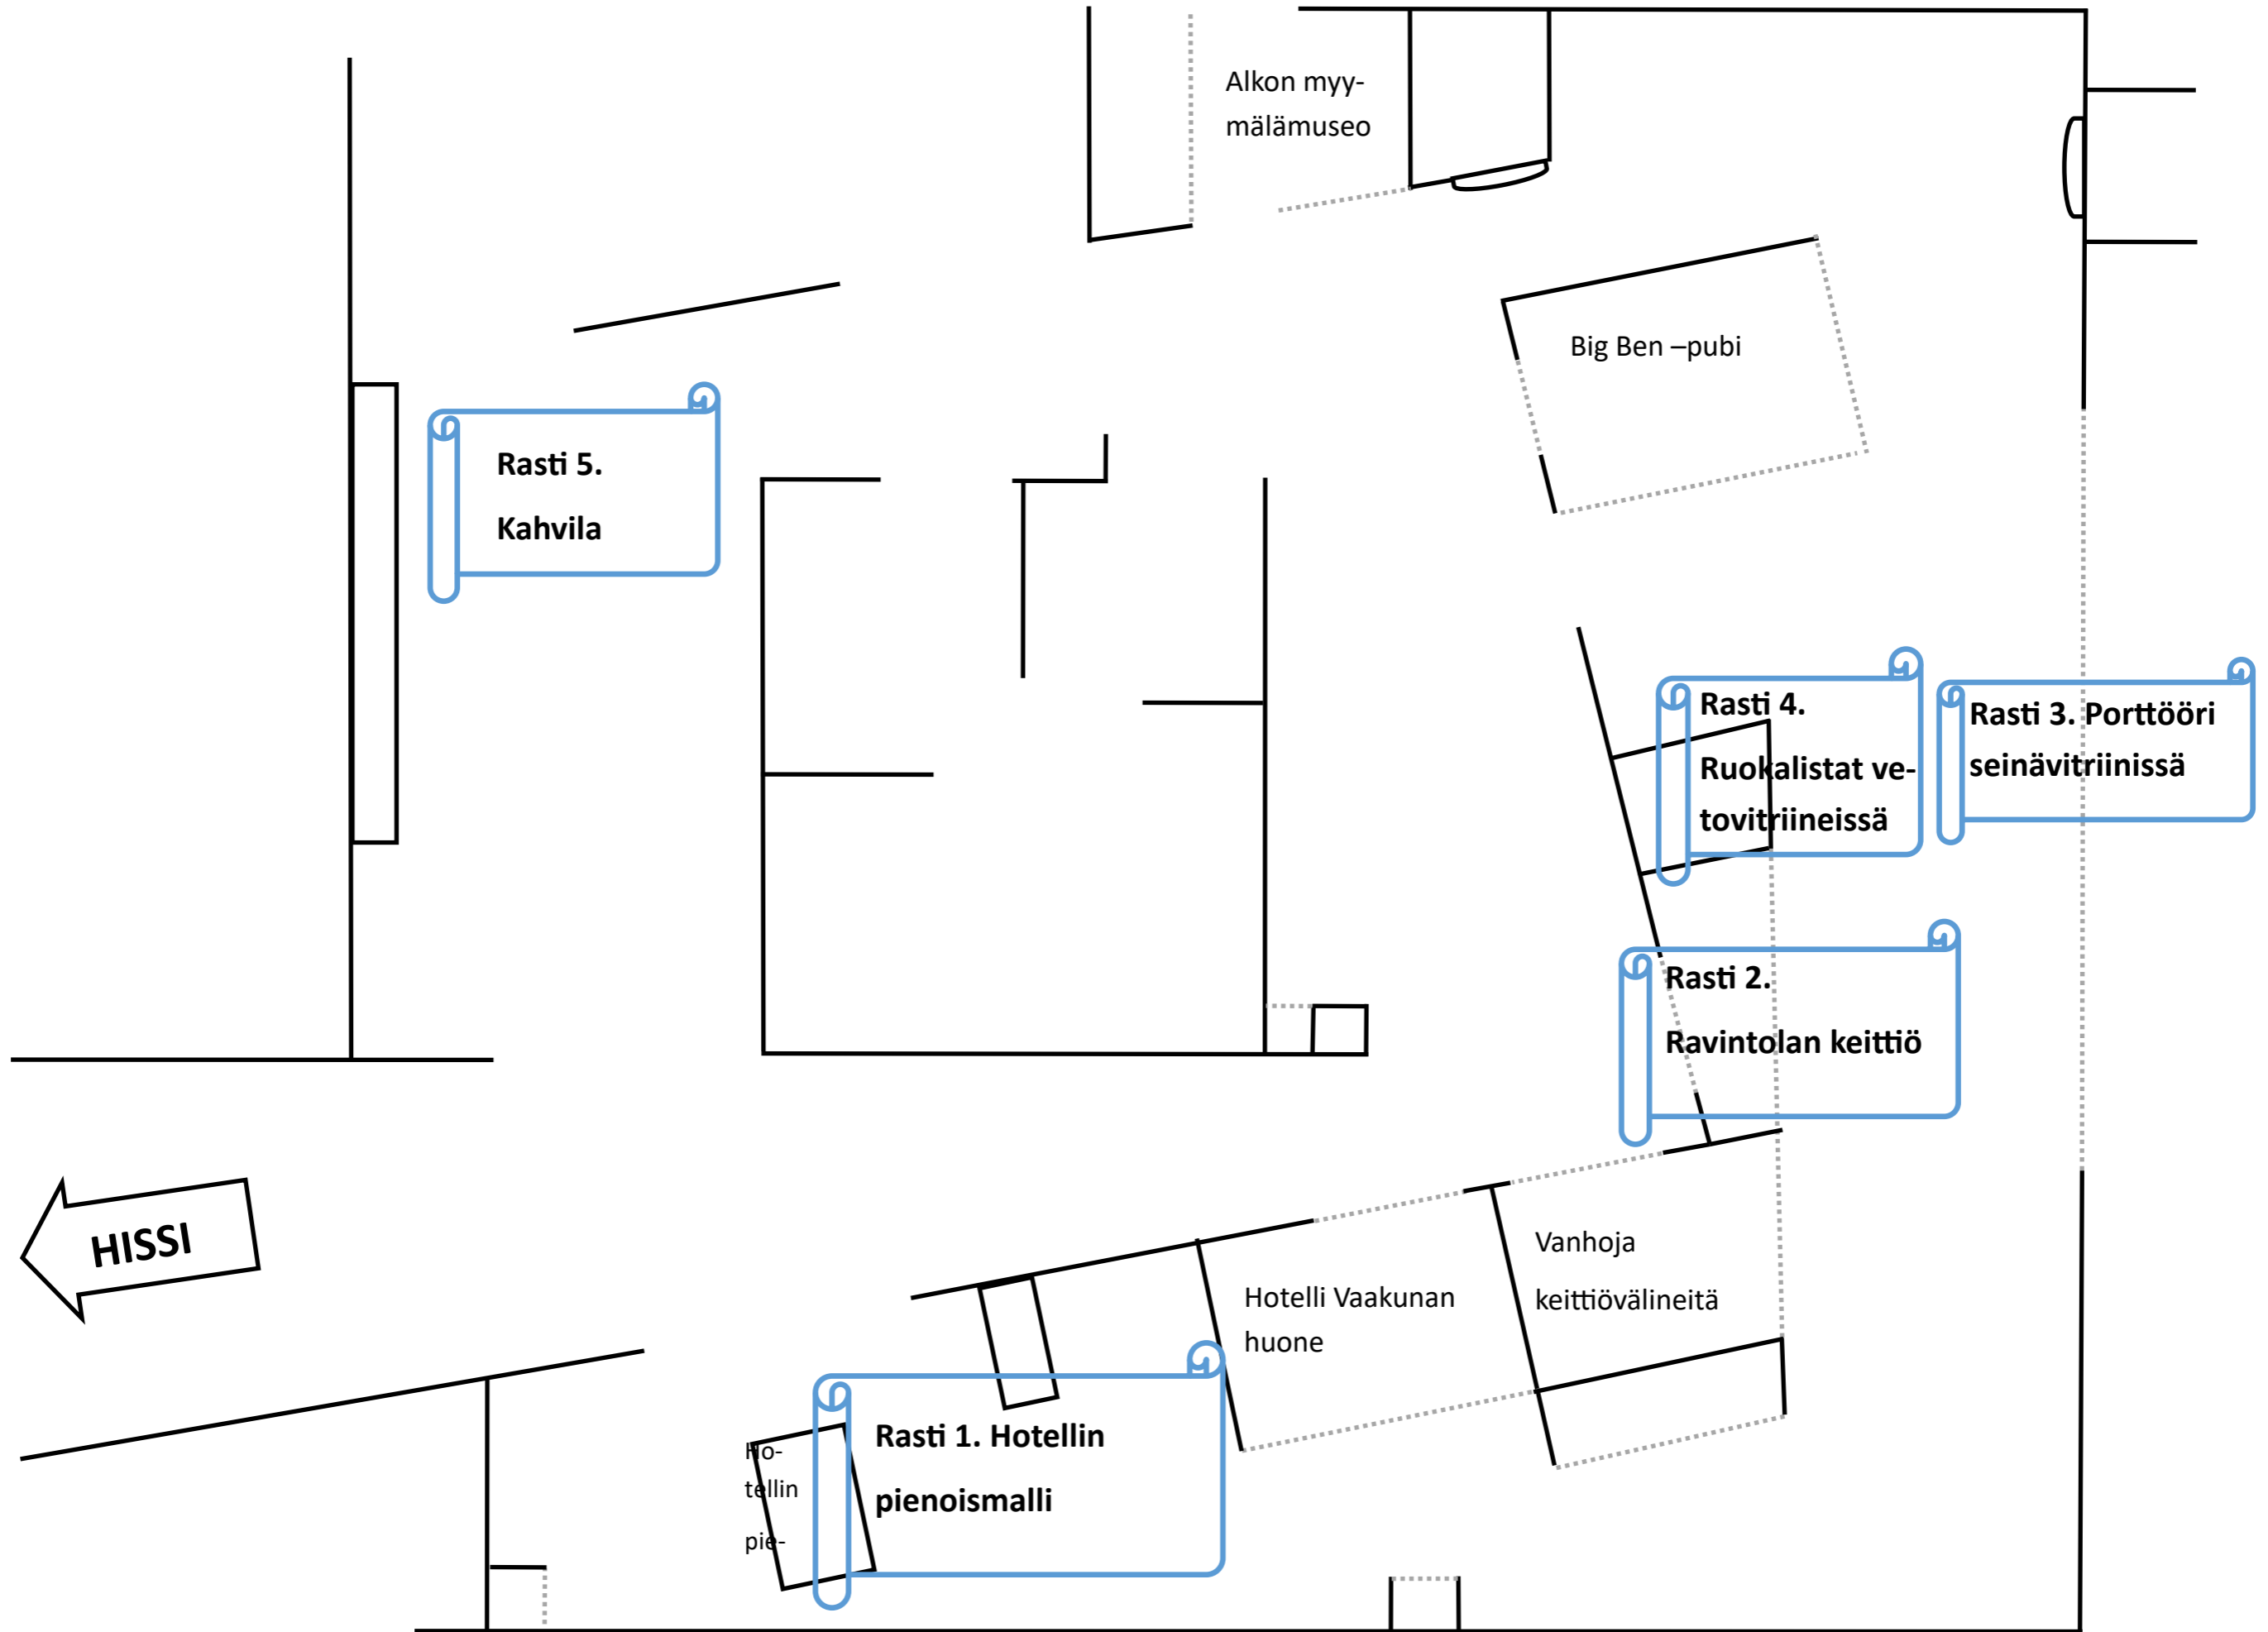 Alkon myy-
mälämuseo
Big Ben –pubi
Rasti 5.
Kahvila
Rasti 4.
Ruokalistat ve-
tovitriineissä
Rasti 3. Porttööri
seinävitriinissä
Rasti 2.
Ravintolan keittiö
HISSI
Vanhoja
keittiövälineitä
Hotelli Vaakunan
huone
Rasti 1. Hotellin
pienoismalli
Ho-
tellin
pie-